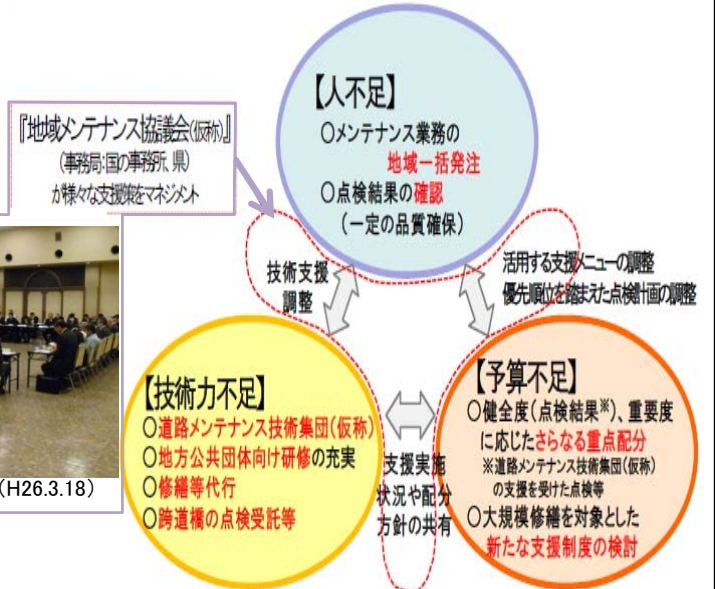 『地域メンテナンス協議会(仮称)』
(事務局:国の事務所、県)
が様々な支援策をマネジメント
(H26.3.18)
【人不足】
○メンテナンス業務の
地域一括発注
○点検結果の確認
(一定の品質確保)
技術支援
調整
活用する支援メニューの調整
優先順位を踏まえた点検計画の調整
【技術力不足】
○道路メンテナンス技術集団(仮称)
○地方公共団体向け研修の充実
○修繕等代行
○跨道橋の点検受託等
支援実施
状況や配分
方針の共有
【予算不足】
○健全度(点検結果※)、重要度
に応じたさらなる重点配分
※道路メンテナンス技術集団(仮称)
の支援を受けた点検等
○大規模修繕を対象とした
新たな支援制度の検討